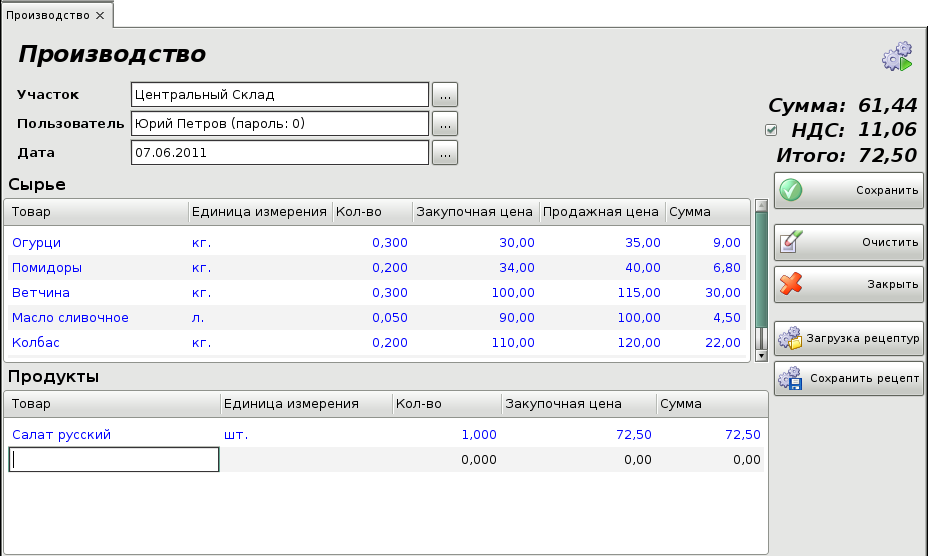 Производство
Производство
Участок Центральный Склад ...
Пользователь Юрий Петров (пароль: 0) ...
Дата 07.06.2011 ...
Сумма: 61,44
НДС: 11,06
Итого: 72,50
Сырье
Товар Единица измерения Кол-во Закупочная цена Продажная цена Сумма
Огурци кг. 0,300 30,00 35,00 9,00
Помидоры кг. 0,200 34,00 40,00 6,80
Ветчина кг. 0,300 100,00 115,00 30,00
Масло сливочное л. 0,050 90,00 100,00 4,50
Колбас кг. 0,200 110,00 120,00 22,00
Сохранить
Очистить
Закрыть
Загрузка рецептур
Сохранить рецепт
Продукты
Товар Единица измерения Кол-во Закупочная цена Сумма
Салат русский шт. 1,000 72,50 72,50
0,000 0,00 0,00